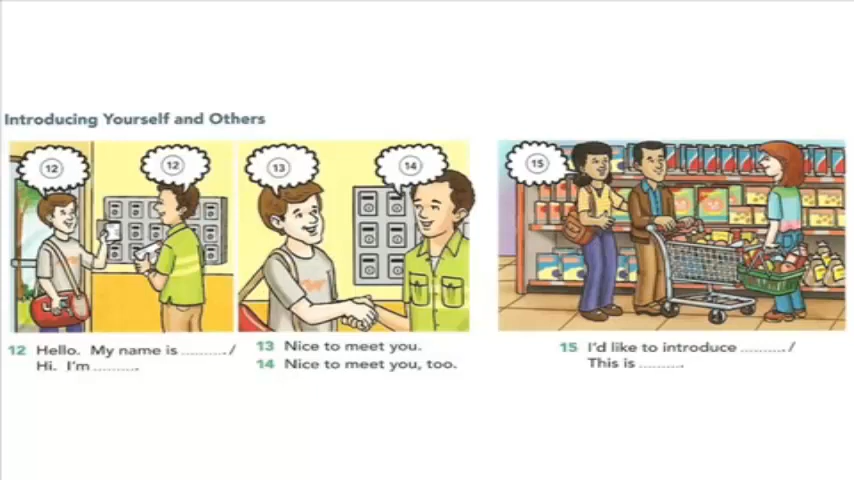 Introducing Yourself and Others
12
12
13
14
15
12 Hello. My name is ........./
Hi. I'm ..........
13 Nice to meet you.
14 Nice to meet you, too.
15 I'd like to introduce ........./
This is ..........